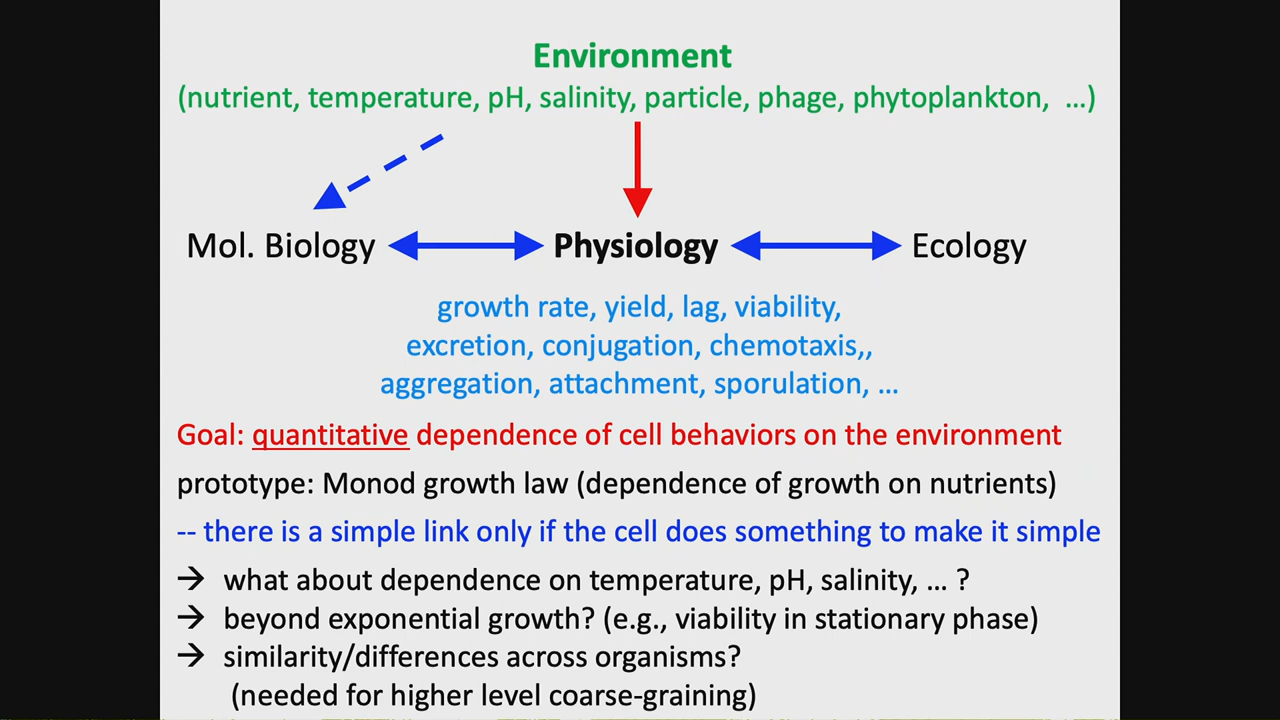 Environment
(nutrient, temperature, pH, salinity, particle, phage, phytoplankton, ...)
Mol. Biology Physiology Ecology
growth rate, yield, lag, viability,
excretion, conjugation, chemotaxis,,
aggregation, attachment, sporulation, ...
Goal: quantitative dependence of cell behaviors on the environment
prototype: Monod growth law (dependence of growth on nutrients)
-- there is a simple link only if the cell does something to make it simple
→ what about dependence on temperature, pH, salinity, ... ?
→ beyond exponential growth? (e.g., viability in stationary phase)
→ similarity/differences across organisms?
(needed for higher level coarse-graining)